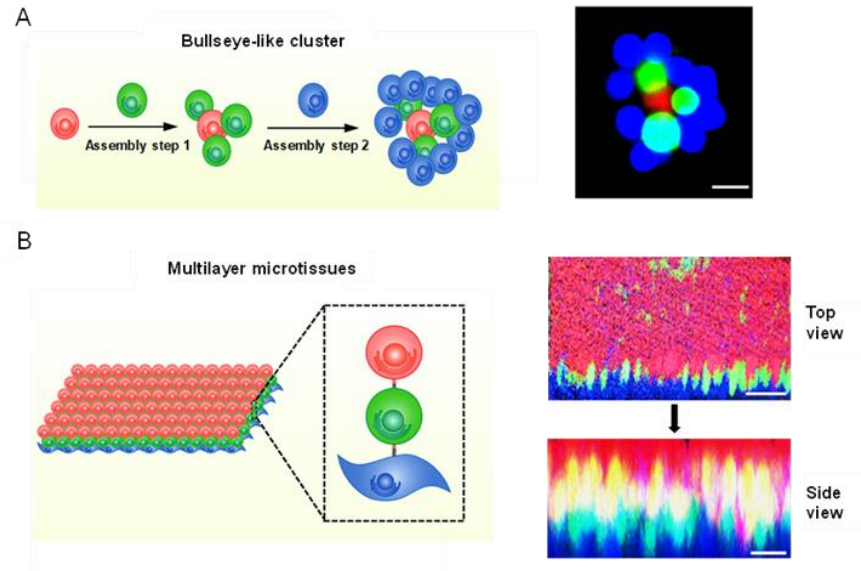 A
Bullseye-like cluster
Assembly step 1
Assembly step 2
B
Multilayer microtissues
Top
view
Side
view